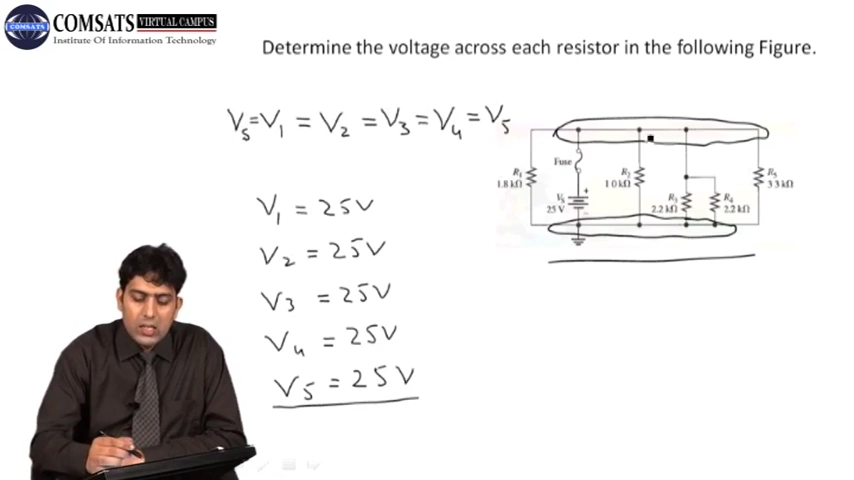 COMSATS VIRTUAL CAMPUS
Institute Of Information Technology
COMSATS
Determine the voltage across each resistor in the following Figure.
Vs=V1 = V2 = V3 = V4 = V5
V1 = 25V
V2 = 25V
V3 = 25V
V4 = 25V
V5 = 25V
Fuse
R1
1.8 kΩ
R2
1.0 kΩ
Vs
25 V
+
R3
2.2 kΩ
R4
2.2 kΩ
R5
3.3 kΩ